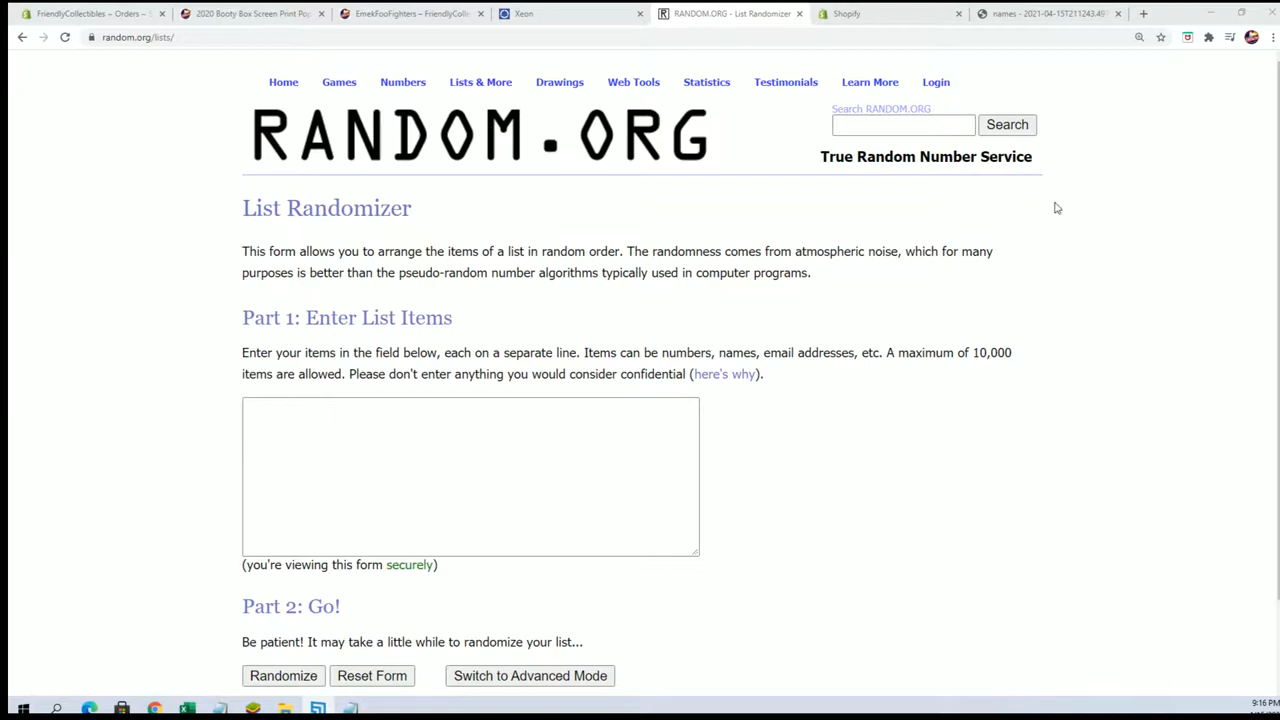 FriendlyCollectibles – Orders – S
2020 Booty Box Screen Print Pop
EmekFooFighters – FriendlyColle
Xeon
RANDOM.ORG - List Randomizer
Shopify
names - 2021-04-15T211243.49
random.org/lists/
Home Games Numbers Lists & More Drawings Web Tools Statistics Testimonials Learn More Login
RANDOM.ORG
Search RANDOM.ORG
Search
True Random Number Service
List Randomizer
This form allows you to arrange the items of a list in random order. The randomness comes from atmospheric noise, which for many
purposes is better than the pseudo-random number algorithms typically used in computer programs.
Part 1: Enter List Items
Enter your items in the field below, each on a separate line. Items can be numbers, names, email addresses, etc. A maximum of 10,000
items are allowed. Please don't enter anything you would consider confidential (here's why).
(you're viewing this form securely)
Part 2: Go!
Be patient! It may take a little while to randomize your list...
Randomize Reset Form Switch to Advanced Mode
9:16 PM